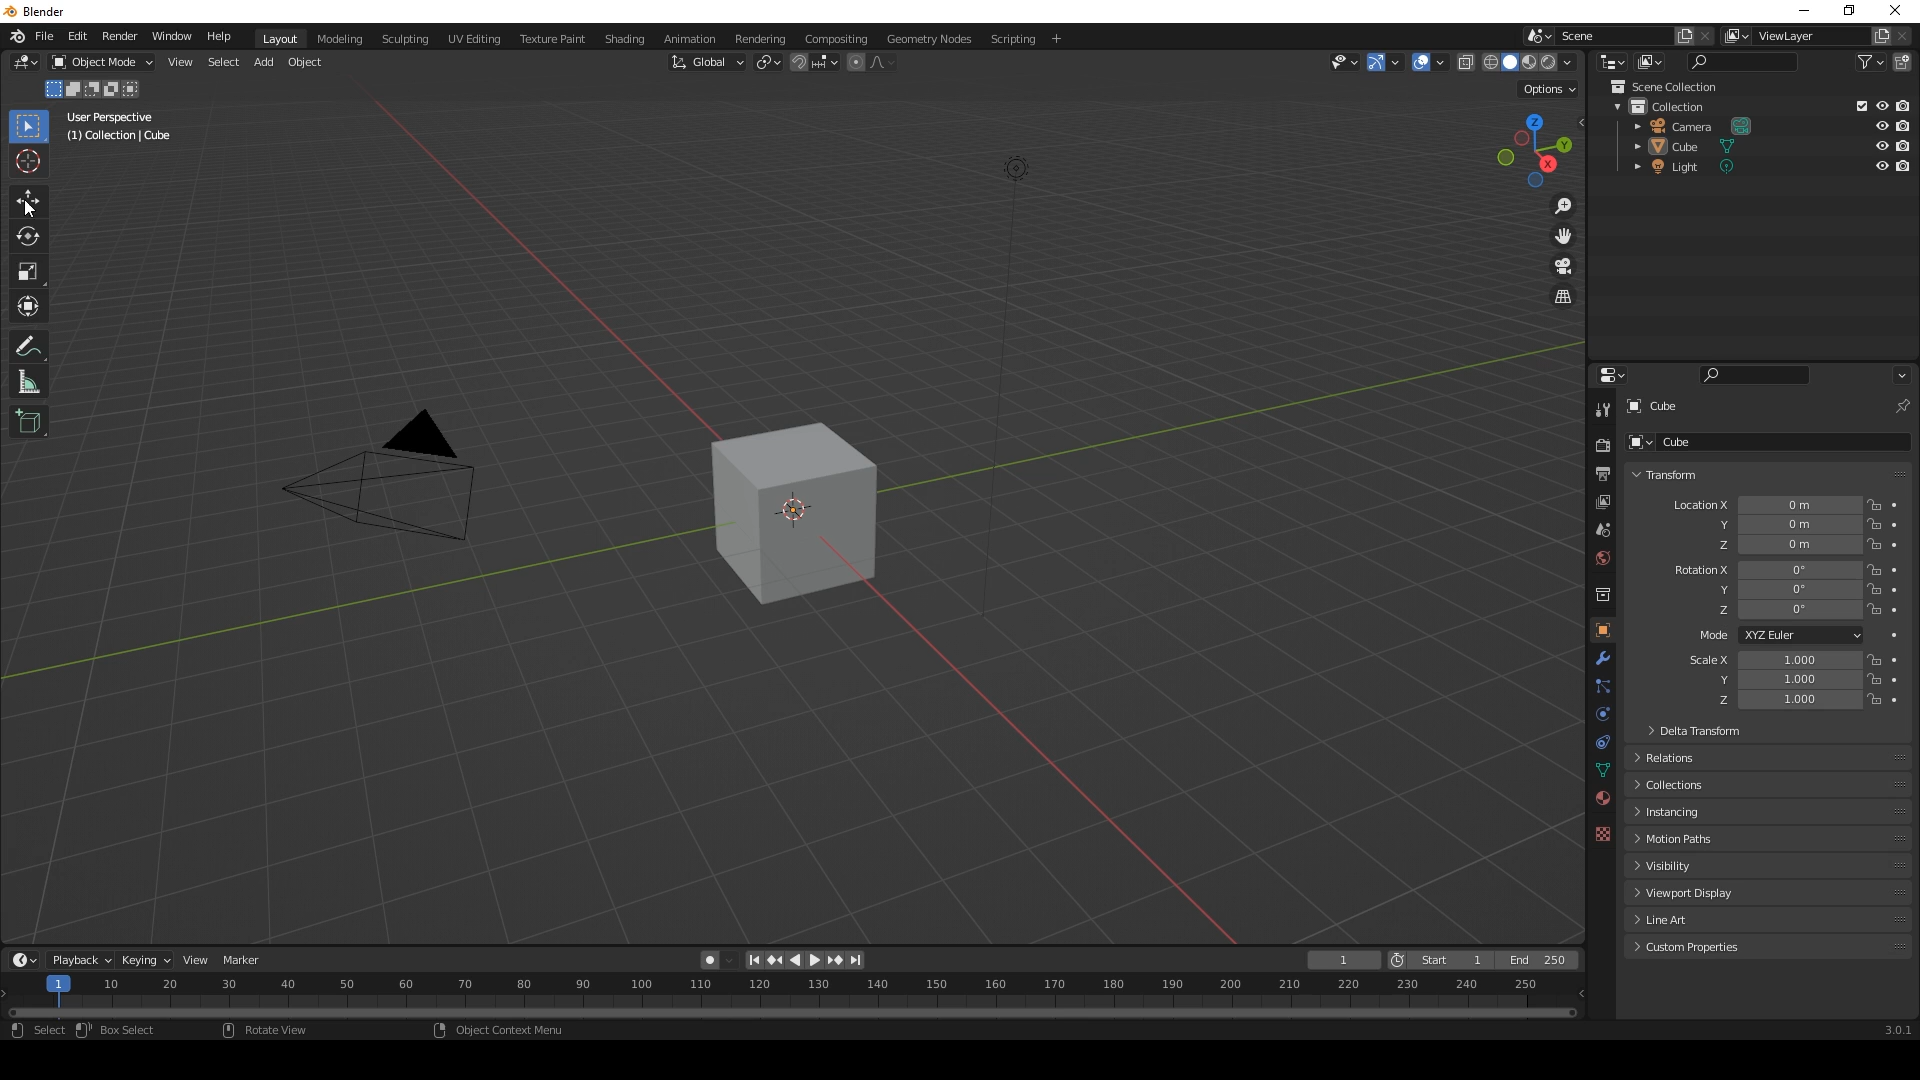 Blender
File Edit Render Window Help Layout Modeling Sculpting UV Editing Texture Paint Shading Animation Rendering Compositing Geometry Nodes Scripting + Scene ViewLayer
Object Mode View Select Add Object Global
Options
User Perspective
(1) Collection | Cube
Z
Y
X
Scene Collection
Collection
Camera
Cube
Light
Cube
Cube
Transform
Location X 0 m
Y 0 m
Z 0 m
Rotation X 0°
Y 0°
Z 0°
Mode XYZ Euler
Scale X 1.000
Y 1.000
Z 1.000
Delta Transform
Relations
Collections
Instancing
Motion Paths
Visibility
Viewport Display
Line Art
Custom Properties
Playback Keying View Marker 1 Start 1 End 250
1 10 20 30 40 50 60 70 80 90 100 110 120 130 140 150 160 170 180 190 200 210 220 230 240 250
Select Box Select Rotate View Object Context Menu 3.0.1